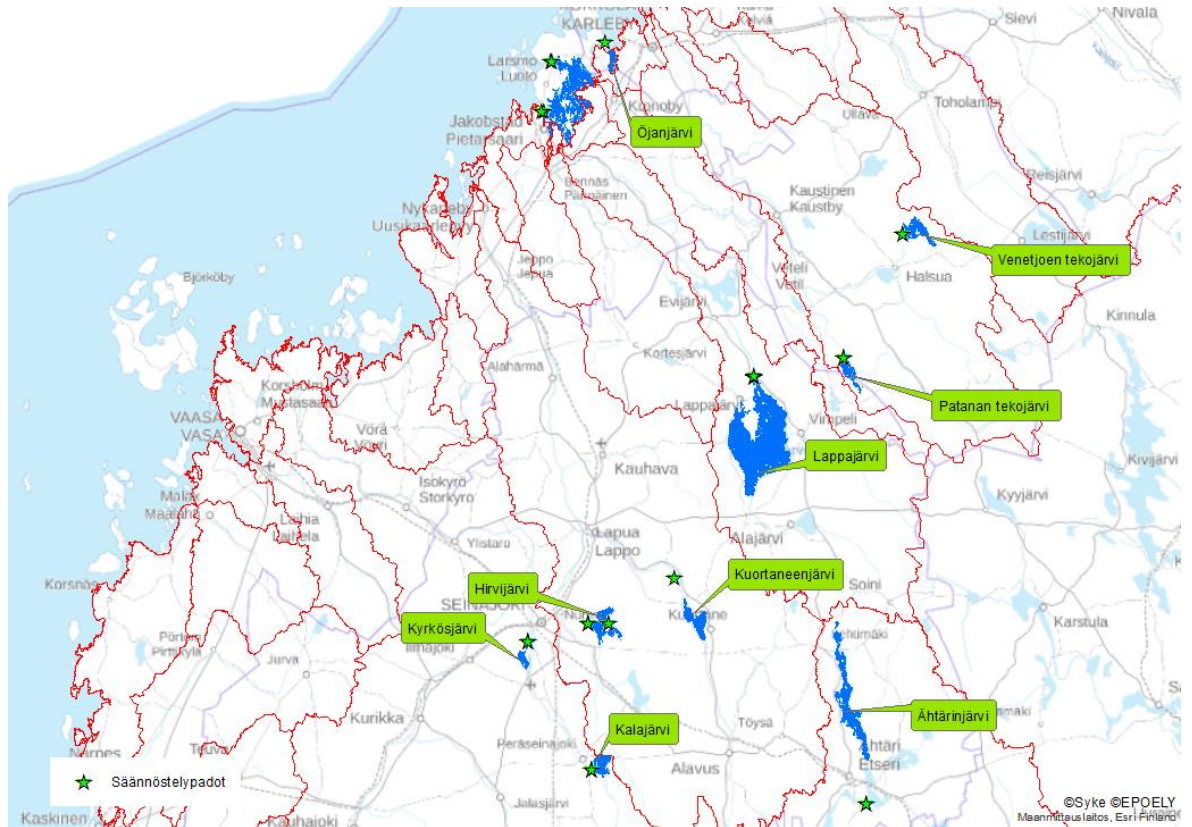 KARLEBY
Kelviä
Sievi
Nivala
Larsmo
Luoto
Kronoby
Öjanjärvi
Toholampi
Ullava
Jakobstad
Pietarsaari
Bennäs
Pännäinen
Kaustinen
Kaustby
Reisjärvi
Nykarleby
Uusikaarlepyy
Lestijärvi
Venetjoen tekojärvi
Björköby
Jeppo
Jepua
Veteli
Vetil
Halsua
Evijärvi
Kinnula
Kortesjärvi
Alahärmä
Korsholm
Mustasaari
Patanan tekojärvi
Lappajärvi
Vimpeli
VAASA
VASA
Vörå
Vöyri
Lappajärvi
Kauhava
Kivijärvi
Isokyrö
Storkyro
Malax
Maalahti
Kyyjärvi
Laihia
Laihela
Ylistaro
Lapua
Lappo
Alajärvi
Korsnäs
Kuortaneenjärvi
Soini
Hirvijärvi
SEINÄJOKI
Kyrkösjärvi
Karstula
Pörtom
Pirttikylä
Jurva
Ilmajoki
Kurikka
Ähtärinjärvi
Kalajärvi
Töysä
Närpes
Teuva
Peräseinäjoki
Alavus
Ähtäri
Etseri
Säännöstelypadot
Jalasjärvi
Kaskinen
Kauhajoki
©Syke ©EPOELY
Maanmittauslaitos, Esri Finland